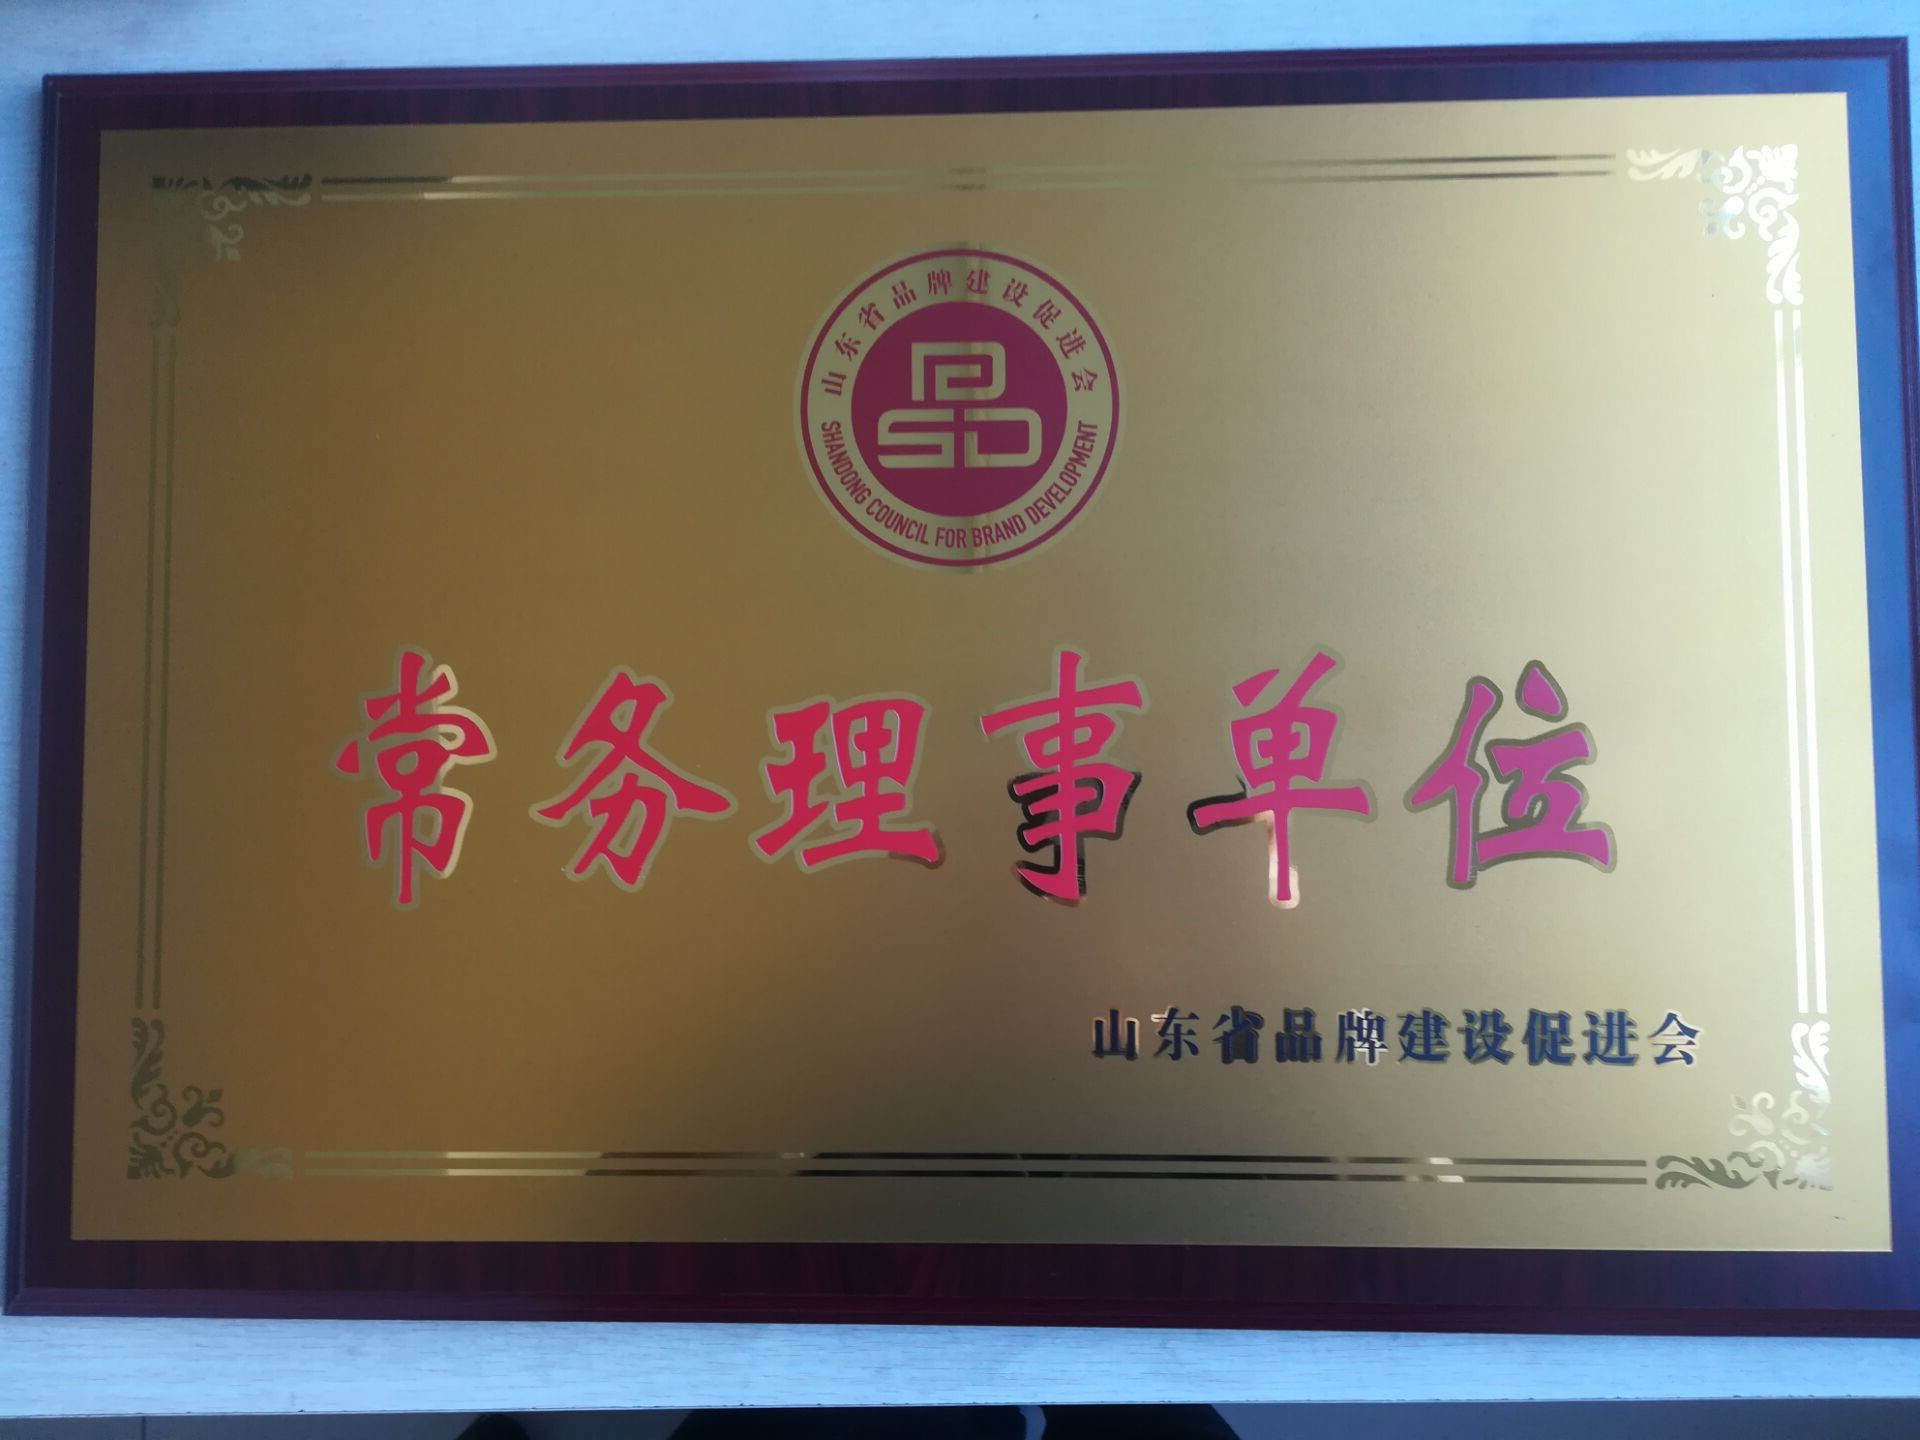 山东省品牌建设促进会
PSD
SHANDONG COUNCIL FOR BRAND DEVELOPMENT
常务理事单位
山东省品牌建设促进会